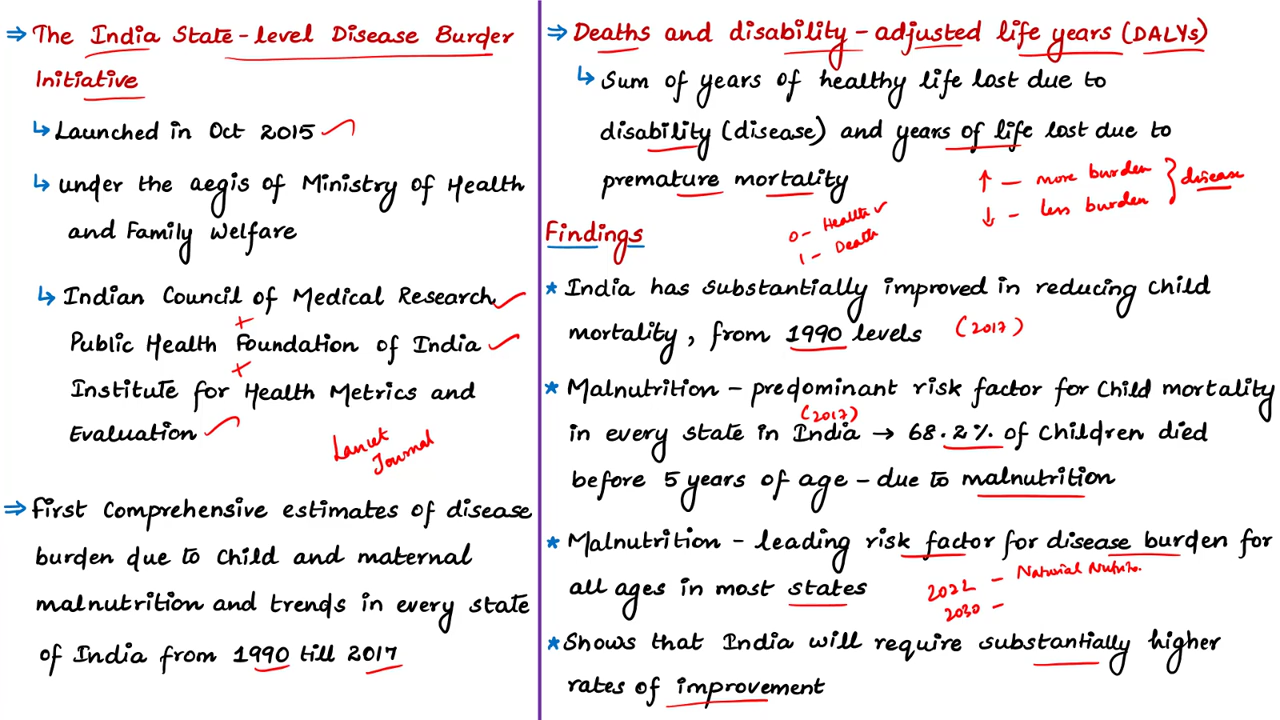 ⇒ The India State-level Disease Burden
Initiative
↳ Launched in Oct 2015 ✓
↳ under the aegis of Ministry of Health
and Family Welfare
↳ Indian Council of Medical Research ✓
+
Public Health Foundation of India ✓
+
Institute for Health Metrics and
Evaluation ✓
Lancet
Journal
⇒ First Comprehensive estimates of disease
burden due to Child and maternal
malnutrition and trends in every state
of India from 1990 till 2017
⇒ Deaths and disability-adjusted life years (DALYs)
↳ Sum of years of healthy life lost due to
disability (disease) and years of life lost due to
premature mortality
↑ — more burden
↓ - less burden
} disease
0 - Health ✓
1 - Death
Findings
* India has substantially improved in reducing Child
mortality, from 1990 levels (2017)
* Malnutrition - predominant risk factor for Child mortality
(2017)
in every state in India → 68.2% of Children died
before 5 years of age - due to malnutrition
* Malnutrition - leading risk factor for disease burden for
all ages in most states
2022 -
2030 -
* Shows that India will require substantially higher
rates of improvement